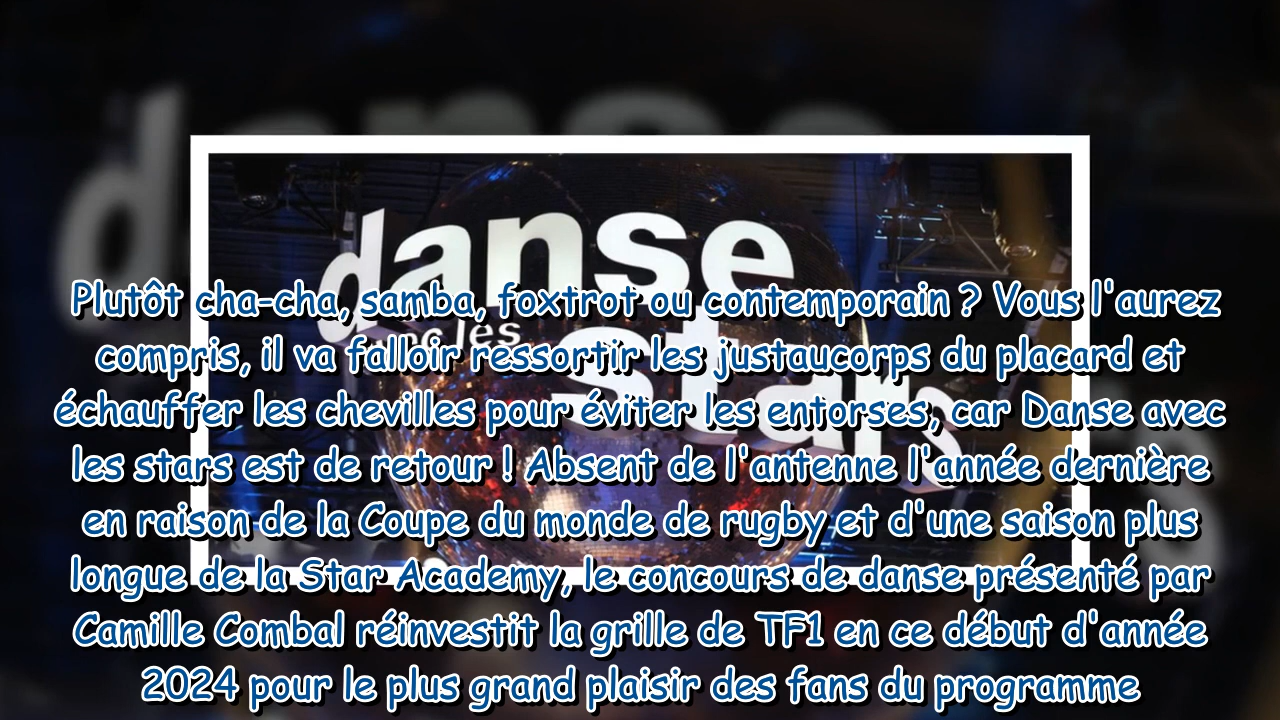 danse
avec les
stars
Plutôt cha-cha, samba, foxtrot ou contemporain ? Vous l'aurez
compris, il va falloir ressortir les justaucorps du placard et
échauffer les chevilles pour éviter les entorses, car Danse avec
les stars est de retour ! Absent de l'antenne l'année dernière
en raison de la Coupe du monde de rugby et d'une saison plus
longue de la Star Academy, le concours de danse présenté par
Camille Combal réinvestit la grille de TF1 en ce début d'année
2024 pour le plus grand plaisir des fans du programme